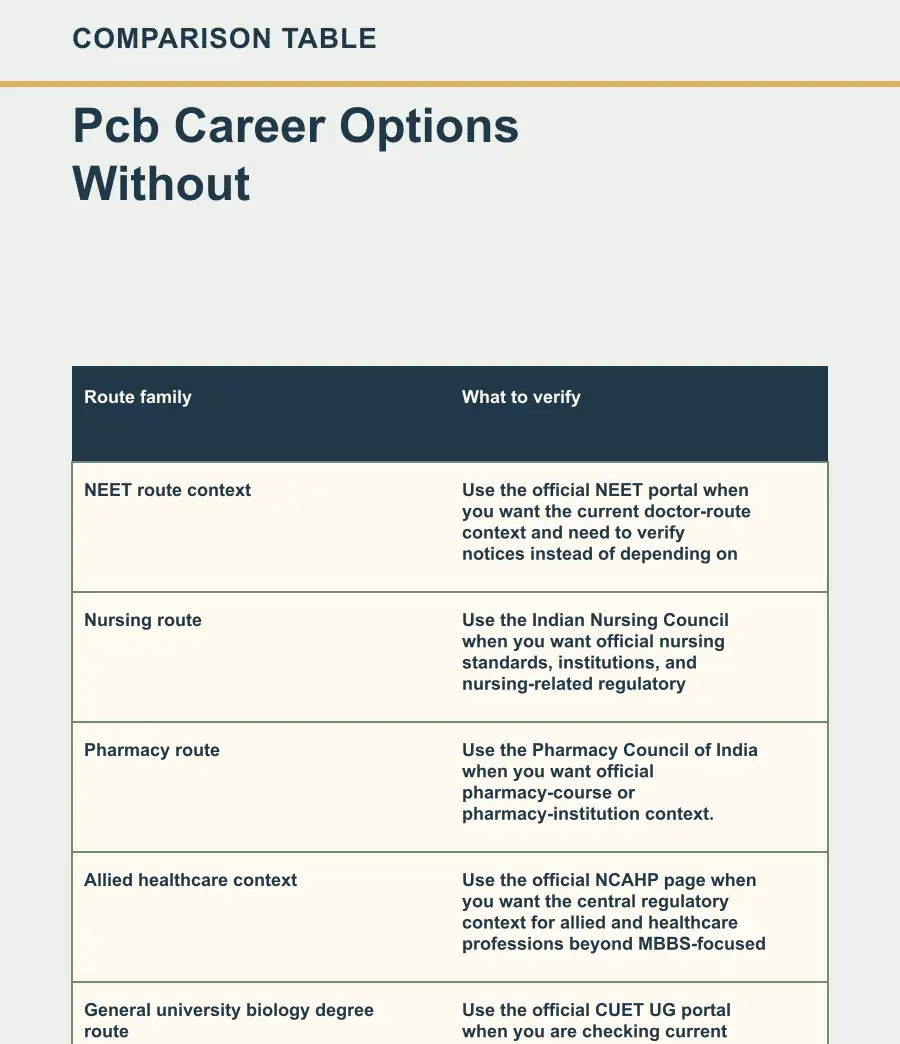 COMPARISON TABLE
Pcb Career Options
Without
Route family
What to verify
NEET route context
Use the official NEET portal when
you want the current doctor-route
context and need to verify
notices instead of depending on
Nursing route
Use the Indian Nursing Council
when you want official nursing
standards, institutions, and
nursing-related regulatory
Pharmacy route
Use the Pharmacy Council of India
when you want official
pharmacy-course or
pharmacy-institution context.
Allied healthcare context
Use the official NCAHP page when
you want the central regulatory
context for allied and healthcare
professions beyond MBBS-focused
General university biology degree
route
Use the official CUET UG portal
when you are checking current